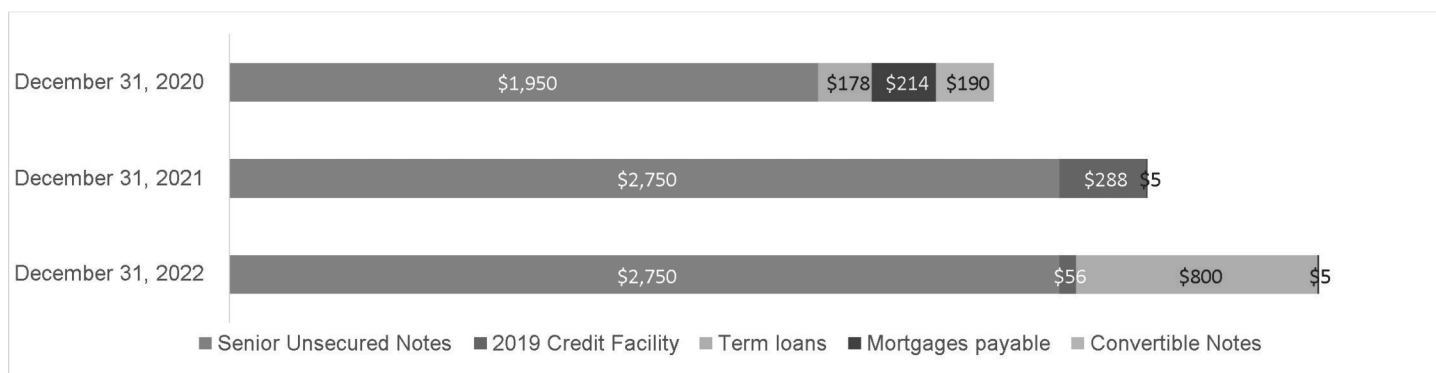 December 31, 2020 $1,950 $178 $214 $190
December 31, 2021 $2,750 $288 $5
December 31, 2022 $2,750 $56 $800 $5
Senior Unsecured Notes 2019 Credit Facility Term loans Mortgages payable Convertible Notes